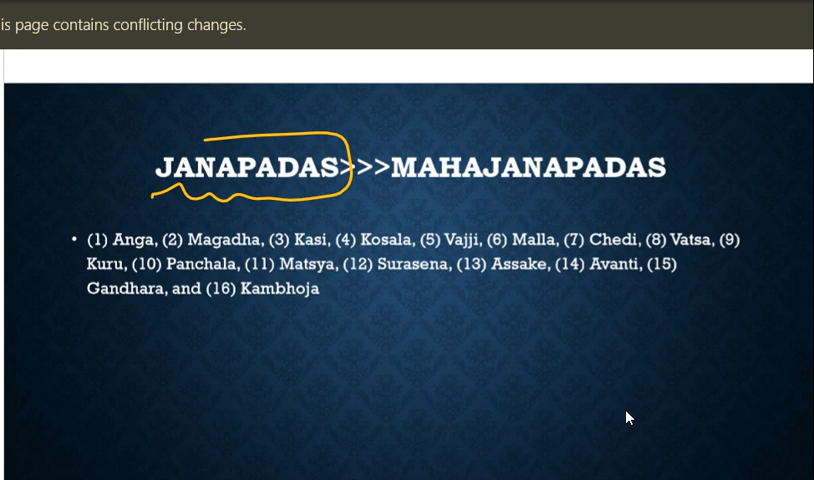 is page contains conflicting changes.
JANAPADAS>>>MAHAJANAPADAS
• (1) Anga, (2) Magadha, (3) Kasi, (4) Kosala, (5) Vajji, (6) Malla, (7) Chedi, (8) Vatsa, (9)
Kuru, (10) Panchala, (11) Matsya, (12) Surasena, (13) Assake, (14) Avanti, (15)
Gandhara, and (16) Kambhoja